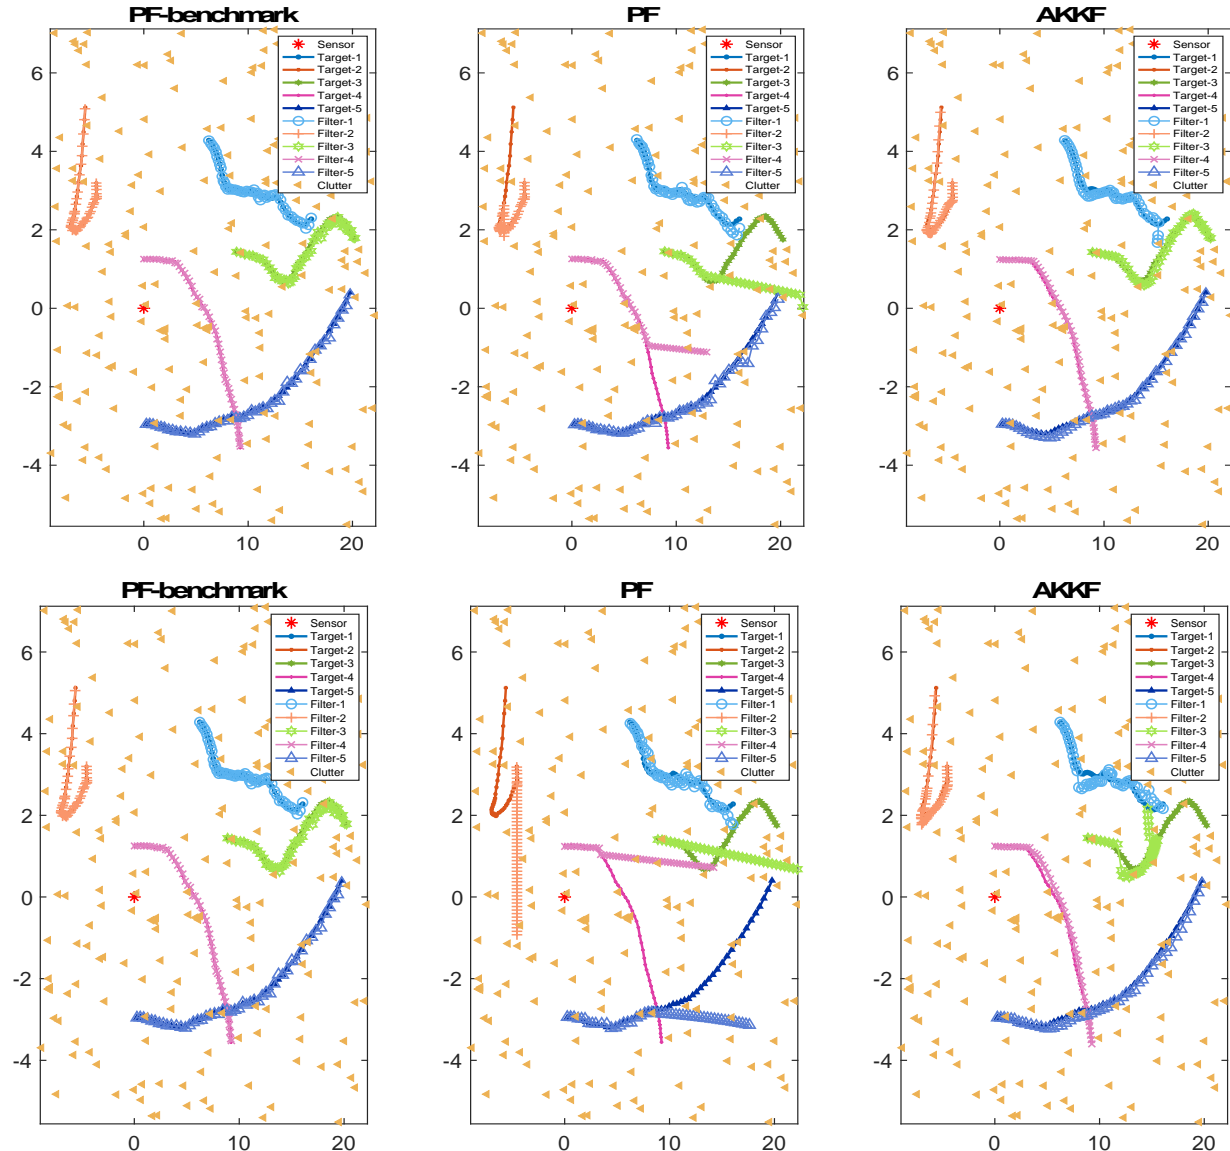 PF-benchmark
PF
AKKF
6
4
2
0
-2
-4
0
10
20
Sensor
Target-1
Target-2
Target-3
Target-4
Target-5
Filter-1
Filter-2
Filter-3
Filter-4
Filter-5
Clutter
6
4
2
0
-2
-4
0
10
20
Sensor
Target-1
Target-2
Target-3
Target-4
Target-5
Filter-1
Filter-2
Filter-3
Filter-4
Filter-5
Clutter
6
4
2
0
-2
-4
0
10
20
Sensor
Target-1
Target-2
Target-3
Target-4
Target-5
Filter-1
Filter-2
Filter-3
Filter-4
Filter-5
Clutter
PF-benchmark
PF
AKKF
6
4
2
0
-2
-4
0
10
20
Sensor
Target-1
Target-2
Target-3
Target-4
Target-5
Filter-1
Filter-2
Filter-3
Filter-4
Filter-5
Clutter
6
4
2
0
-2
-4
0
10
20
Sensor
Target-1
Target-2
Target-3
Target-4
Target-5
Filter-1
Filter-2
Filter-3
Filter-4
Filter-5
Clutter
6
4
2
0
-2
-4
0
10
20
Sensor
Target-1
Target-2
Target-3
Target-4
Target-5
Filter-1
Filter-2
Filter-3
Filter-4
Filter-5
Clutter